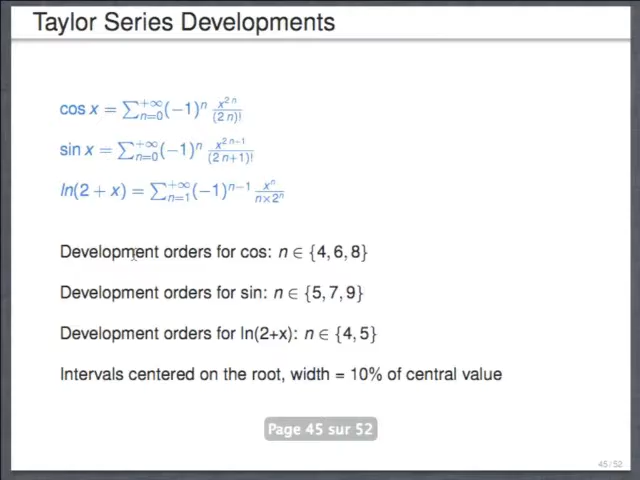 Taylor Series Developments
cos x = ∑_{n=0}^{+∞} (−1)^n x^{2n}/(2n)!
sin x = ∑_{n=0}^{+∞} (−1)^n x^{2n−1}/(2n+1)!
ln(2 + x) = ∑_{n=1}^{+∞} (−1)^{n−1} x^n/(n×2^n)
Development orders for cos: n ∈ {4, 6, 8}
Development orders for sin: n ∈ {5, 7, 9}
Development orders for ln(2+x): n ∈ {4, 5}
Intervals centered on the root, width = 10% of central value
Page 45 sur 52
45 / 52